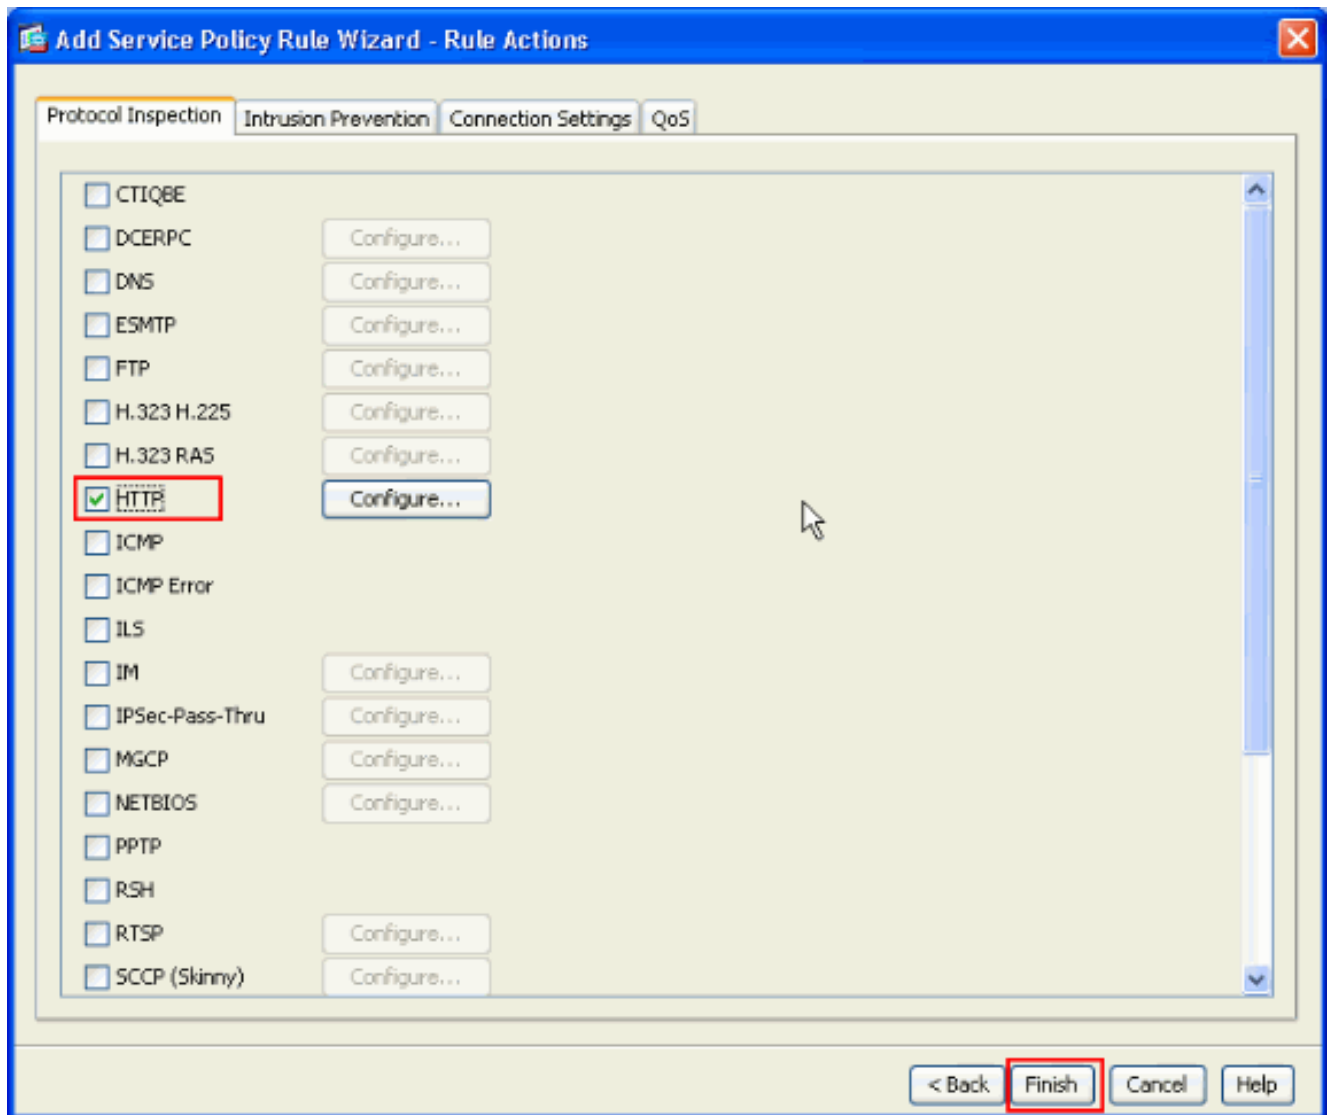 Add Service Policy Rule Wizard - Rule Actions
Protocol Inspection Intrusion Prevention Connection Settings QoS
CTIQBE
DCERPC Configure...
DNS Configure...
ESMTP Configure...
FTP Configure...
H.323 H.225 Configure...
H.323 RAS Configure...
HTTP Configure...
ICMP
ICMP Error
ILS
IM Configure...
IPSec-Pass-Thru Configure...
MGCP Configure...
NETBIOS Configure...
PPTP
RSH
RTSP Configure...
SCCP (Skinny) Configure...
< Back Finish Cancel Help